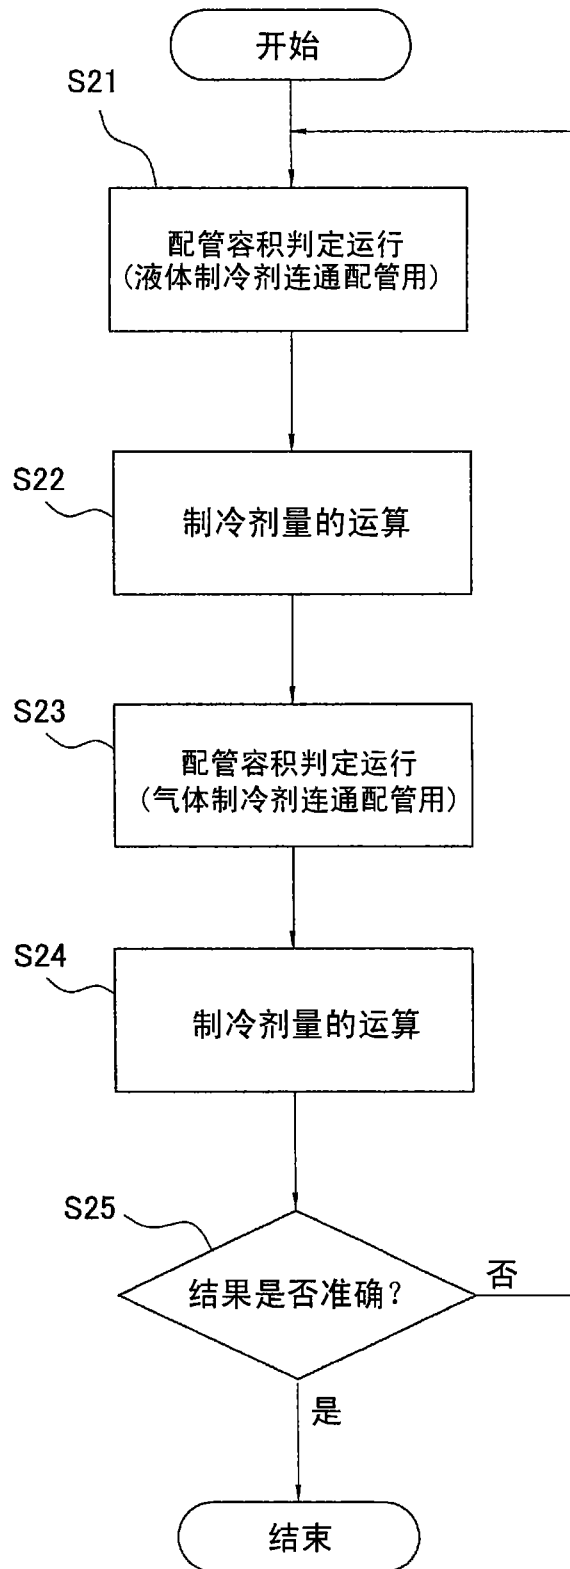 开始
S21
配管容积判定运行
(液体制冷剂连通配管用)
S22
制冷剂量的运算
S23
配管容积判定运行
(气体制冷剂连通配管用)
S24
制冷剂量的运算
S25
结果是否准确?
否
是
结束